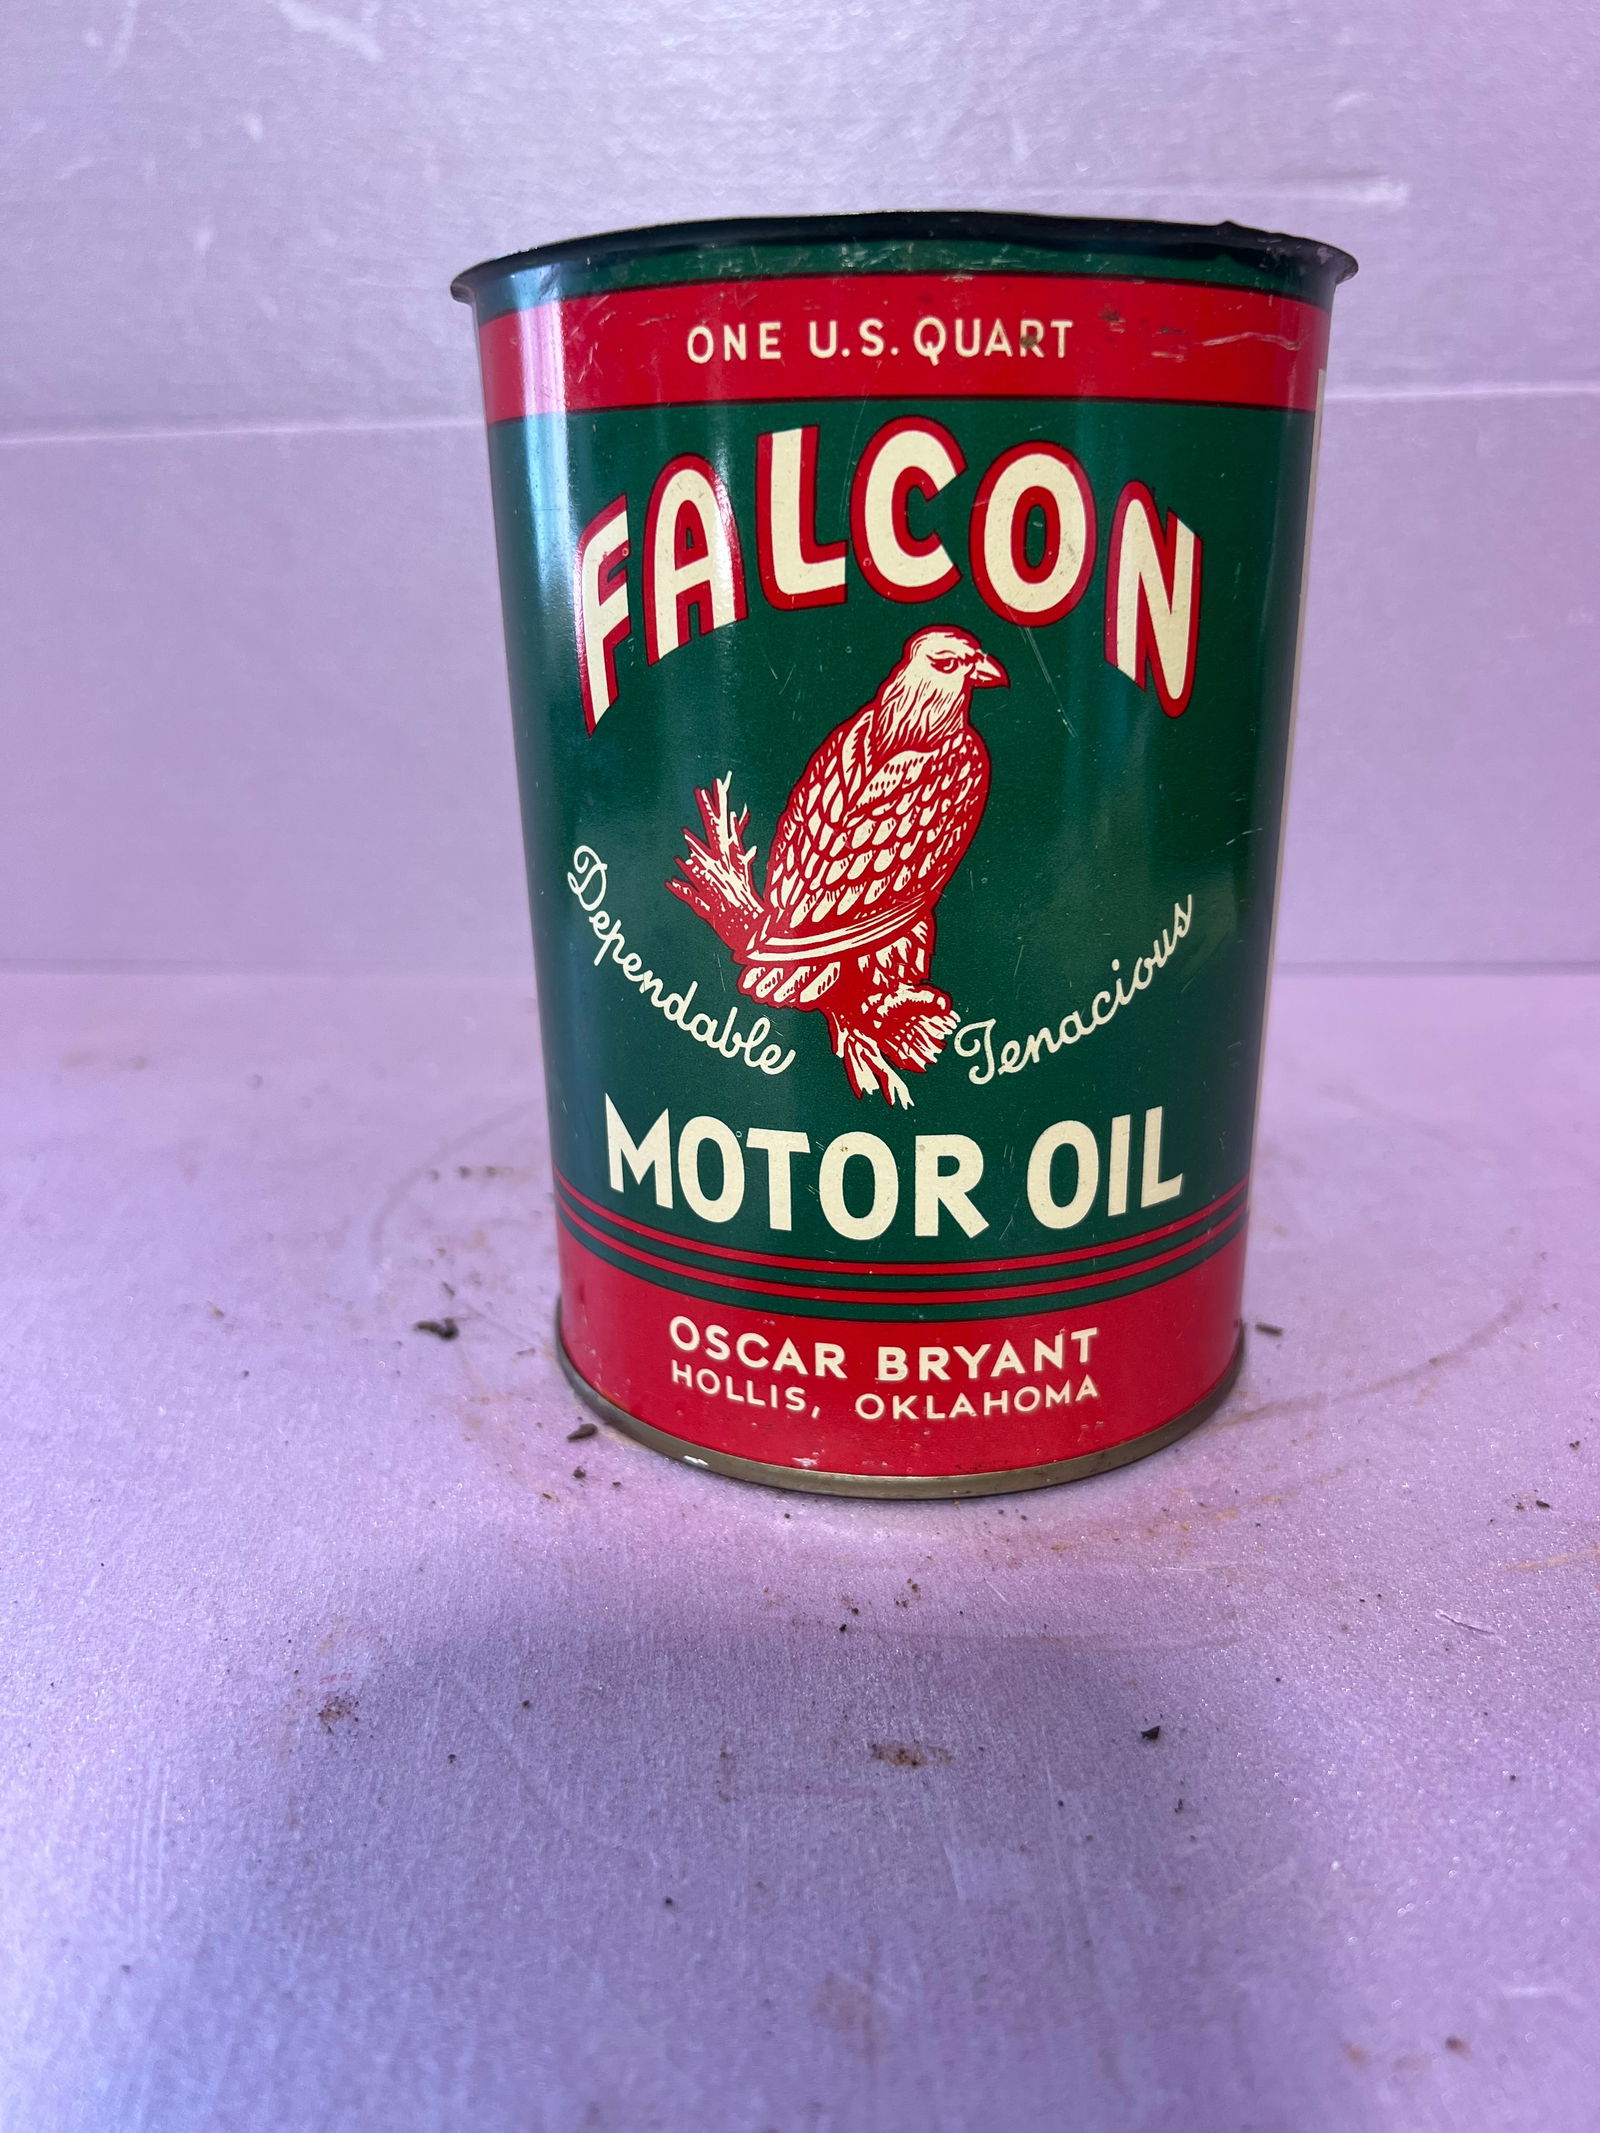 ONE U.S. QUART
FALCON
Dependable Tenacious
MOTOR OIL
OSCAR BRYANT
HOLLIS, OKLAHOMA